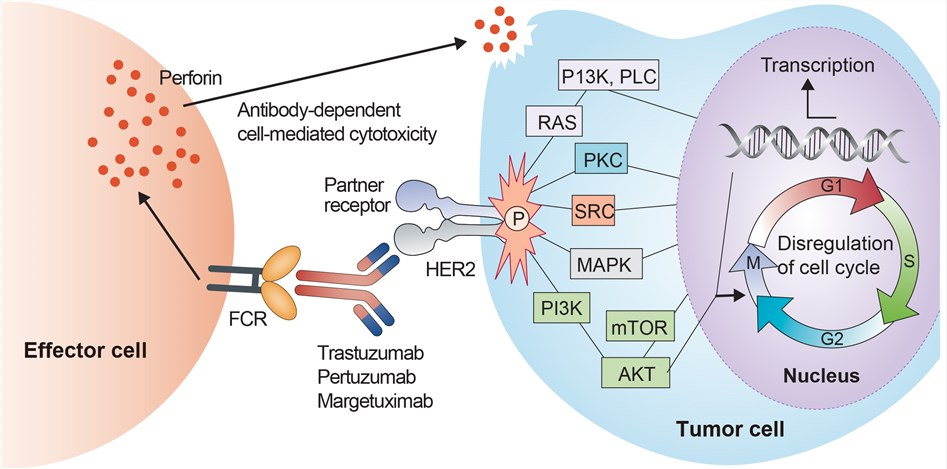 Perforin
Antibody-dependent
cell-mediated cytotoxicity
Partner
receptor
HER2
FCR
Effector cell
Trastuzumab
Pertuzumab
Margetuximab
P
P13K, PLC
RAS
PKC
SRC
MAPK
PI3K
mTOR
AKT
Tumor cell
Transcription
G1
S
G2
M
Disregulation
of cell cycle
Nucleus